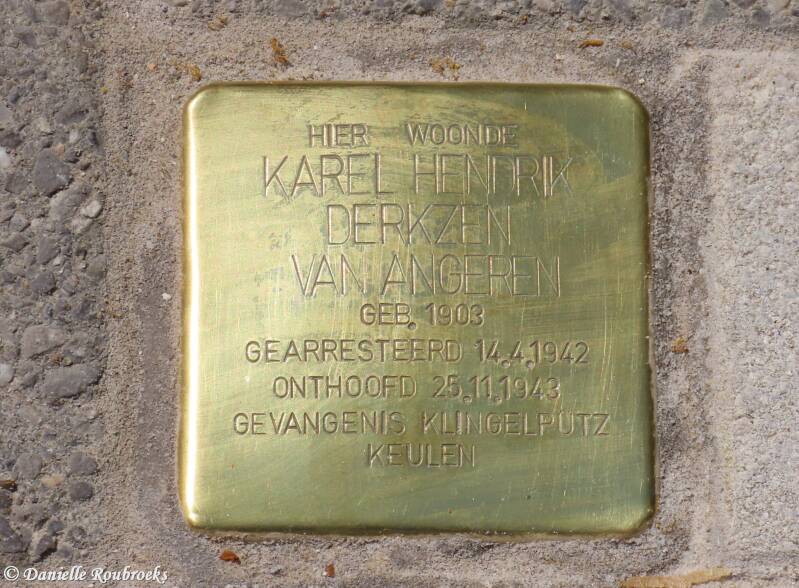 HIER WOONDE
KAREL HENDRIK
DERKZEN
VAN ANGEREN
GEB. 1903
GEARRESTEERD 14.4.1942
ONTHOOFD 25.11.1943
GEVANGENIS KLINGELPÜTZ
KEULEN
© Danielle Roubroeks